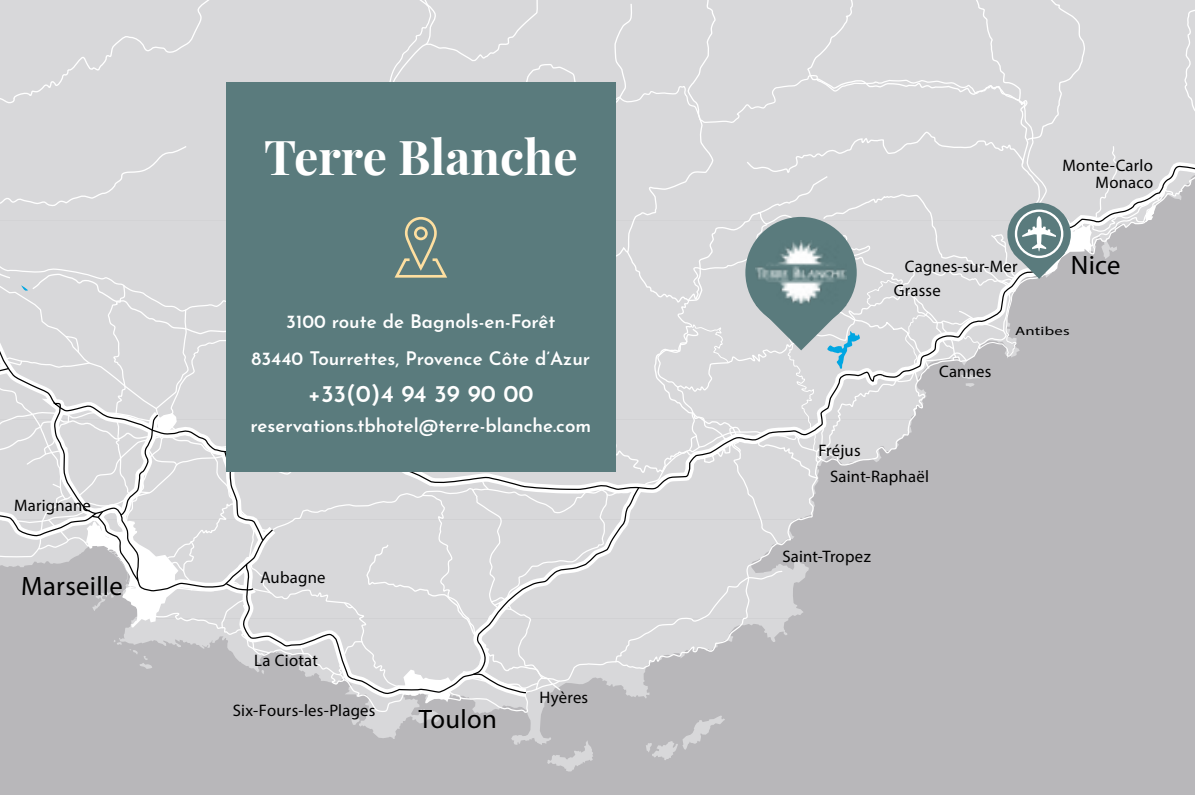 Terre Blanche
3100 route de Bagnols-en-Forêt
83440 Tourrettes, Provence Côte d'Azur
+33(0)4 94 39 90 00
reservations.tbhotel@terre-blanche.com
Monte-Carlo
Monaco
TERRE BLANCHE
Cagnes-sur-Mer
Nice
Grasse
Antibes
Cannes
Fréjus
Saint-Raphaël
Marignane
Saint-Tropez
Marseille
Aubagne
La Ciotat
Hyères
Six-Fours-les-Plages
Toulon